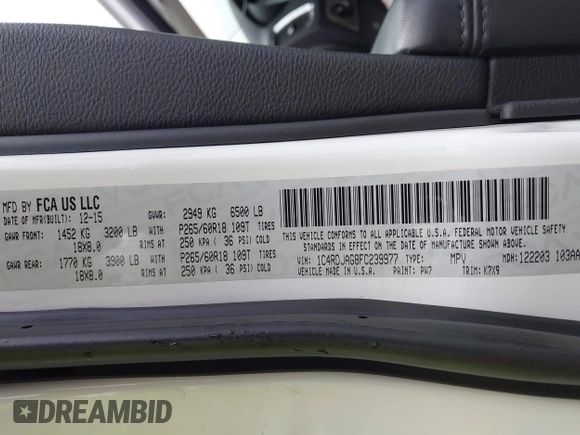 MFD BY FCA US LLC
DATE OF MFR(BUILT): 12-15 GVWR: 2949 KG 6500 LB
GAWR FRONT: 1452 KG 3200 LB WITH P265/60R18 109T TIRES
18X8.0 RIMS AT 250 KPA ( 36 PSI) COLD
GAWR REAR: 1770 KG 3900 LB WITH P265/60R18 109T TIRES
18X8.0 RIMS AT 250 KPA ( 36 PSI) COLD
THIS VEHICLE CONFORMS TO ALL APPLICABLE U.S.A. FEDERAL MOTOR VEHICLE SAFETY
STANDARDS IN EFFECT ON THE DATE OF MANUFACTURE SHOWN ABOVE.
VIN: 1C4RDJAG8FC239977 TYPE: MPV MDH: 122203 103AA
VEHICLE MADE IN U.S.A. PAINT: PW7 TRIM: K7X9
DREAMBID